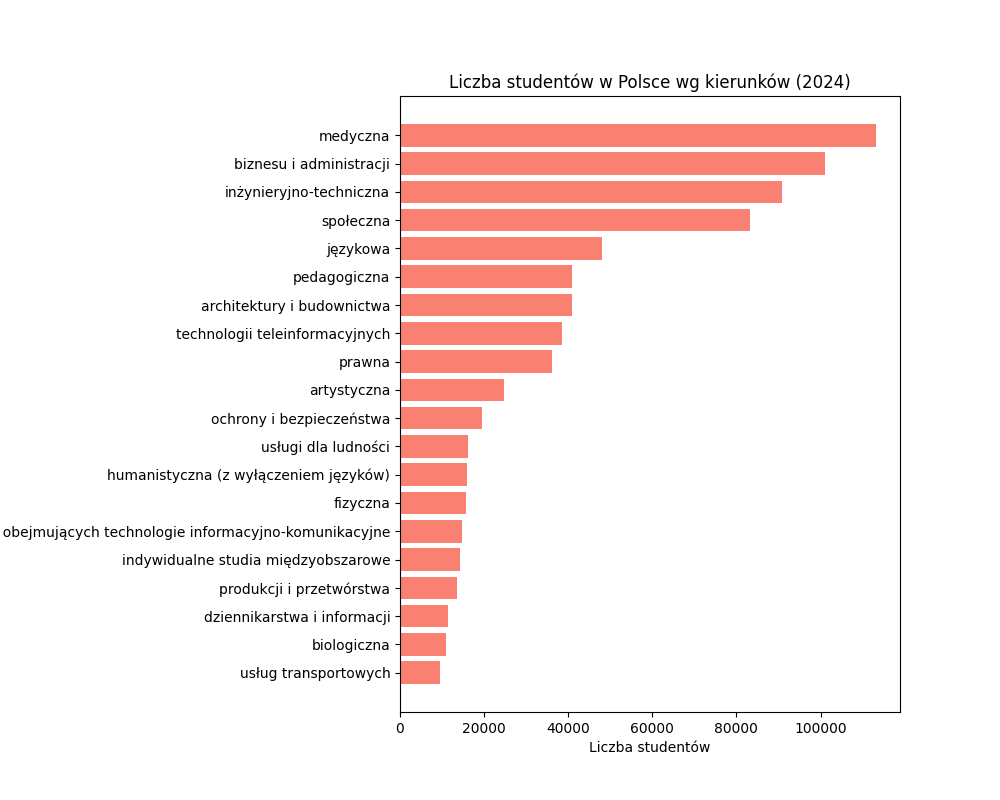 Liczba studentów w Polsce wg kierunków (2024)
medyczna
biznesu i administracji
inżynieryjno-techniczna
społeczna
językowa
pedagogiczna
architektury i budownictwa
technologii teleinformacyjnych
prawna
artystyczna
ochrony i bezpieczeństwa
usługi dla ludności
humanistyczna (z wyłączeniem języków)
fizyczna
obejmujących technologie informacyjno-komunikacyjne
indywidualne studia międzyobszarowe
produkcji i przetwórstwa
dziennikarstwa i informacji
biologiczna
usług transportowych
0 20000 40000 60000 80000 100000
Liczba studentów